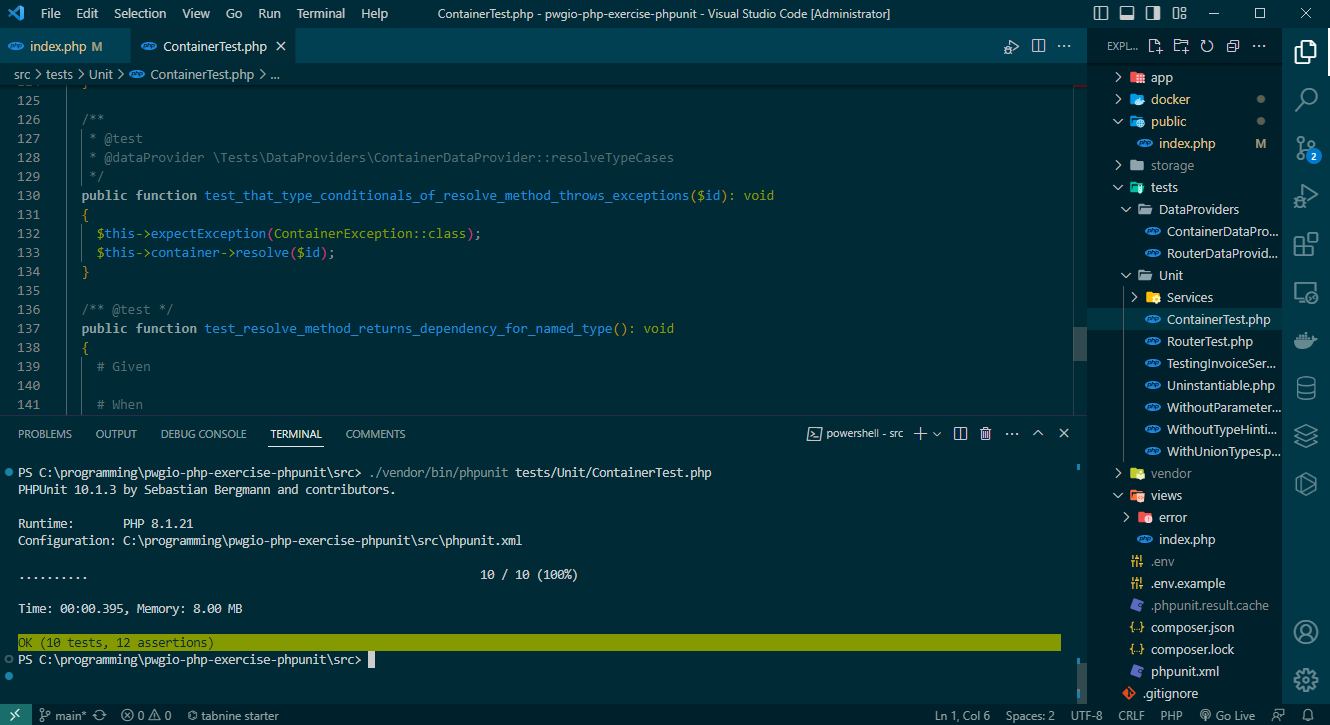 File Edit Selection View Go Run Terminal Help ContainerTest.php - pwgio-php-exercise-phpunit - Visual Studio Code [Administrator]
index.php M ContainerTest.php
src > tests > Unit > ContainerTest.php > ...
125
126 /**
127 * @test
128 * @dataProvider \Tests\DataProviders\ContainerDataProvider::resolveTypeCases
129 */
130 public function test_that_type_conditionals_of_resolve_method_throws_exceptions($id): void
131 {
132 $this->expectException(ContainerException::class);
133 $this->container->resolve($id);
134 }
135
136 /** @test */
137 public function test_resolve_method_returns_dependency_for_named_type(): void
138 {
139 # Given
140
141 # When
PROBLEMS OUTPUT DEBUG CONSOLE TERMINAL COMMENTS powershell - src
PS C:\programming\pwgio-php-exercise-phpunit\src> ./vendor/bin/phpunit tests/Unit/ContainerTest.php
PHPUnit 10.1.3 by Sebastian Bergmann and contributors.
Runtime: PHP 8.1.21
Configuration: C:\programming\pwgio-php-exercise-phpunit\src\phpunit.xml
.......... 10 / 10 (100%)
Time: 00:00.395, Memory: 8.00 MB
OK (10 tests, 12 assertions)
PS C:\programming\pwgio-php-exercise-phpunit\src>
EXPL...
app
docker
public
index.php M
storage
tests
DataProviders
ContainerDataPro...
RouterDataProvid...
Unit
Services
ContainerTest.php
RouterTest.php
TestingInvoiceSer...
Uninstantiable.php
WithoutParameter...
WithoutTypeHinti...
WithUnionTypes.p...
vendor
views
error
index.php
.env
.env.example
.phpunit.result.cache
composer.json
composer.lock
phpunit.xml
.gitignore
2
main* 0 0 tabnine starter Ln 1, Col 6 Spaces: 2 UTF-8 CRLF PHP Go Live